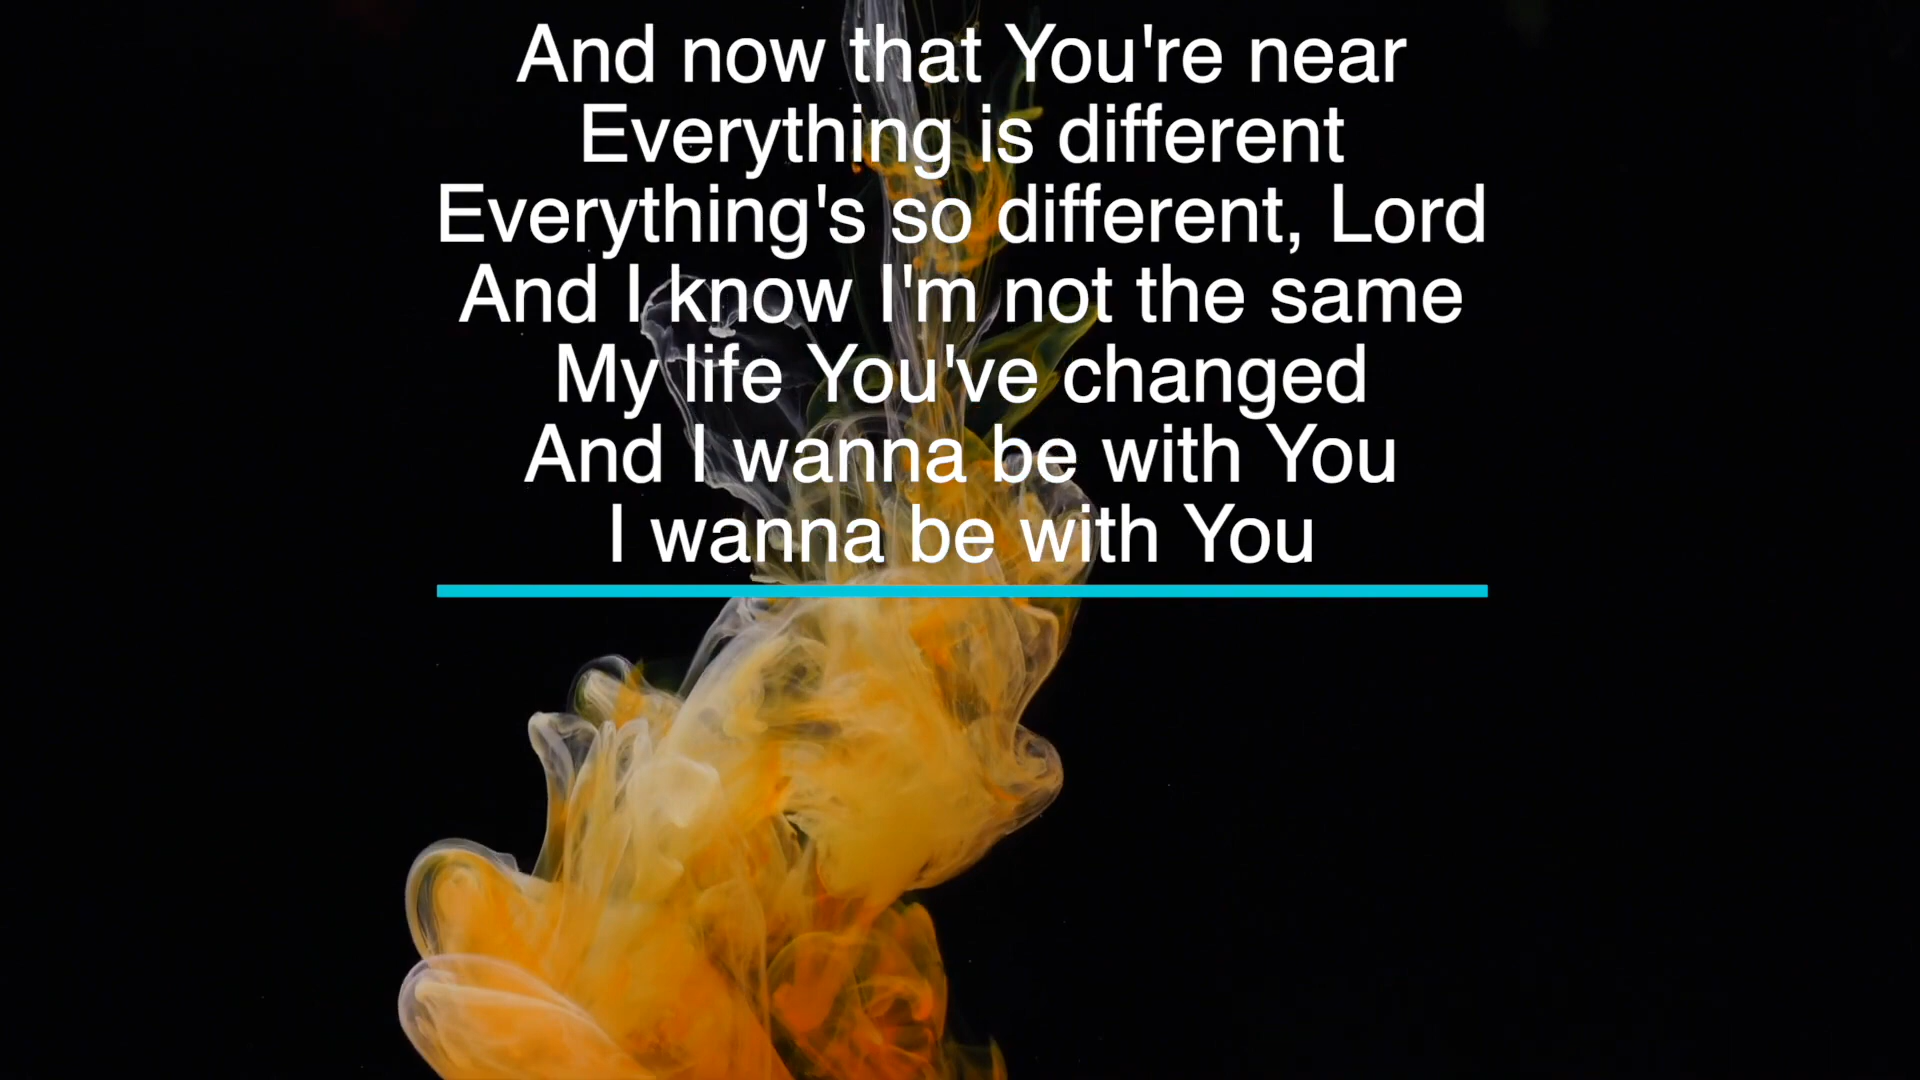 And now that You're near
Everything is different
Everything's so different, Lord
And I know I'm not the same
My life You've changed
And I wanna be with You
I wanna be with You